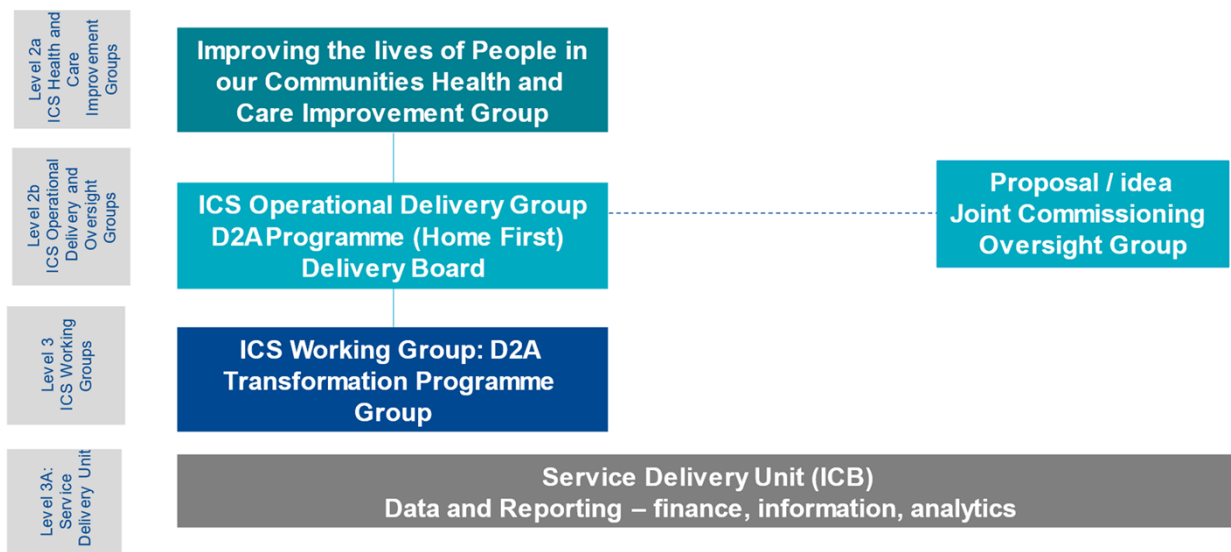 Level 2a
ICS Health and
Care
Improvement
Groups
Improving the lives of People in
our Communities Health and
Care Improvement Group
Level 2b
ICS Operational
Delivery and
Oversight
Groups
ICS Operational Delivery Group
D2A Programme (Home First)
Delivery Board
Proposal / idea
Joint Commissioning
Oversight Group
Level 3
ICS Working
Groups
ICS Working Group: D2A
Transformation Programme
Group
Level 3A:
Service
Delivery Unit
Service Delivery Unit (ICB)
Data and Reporting – finance, information, analytics